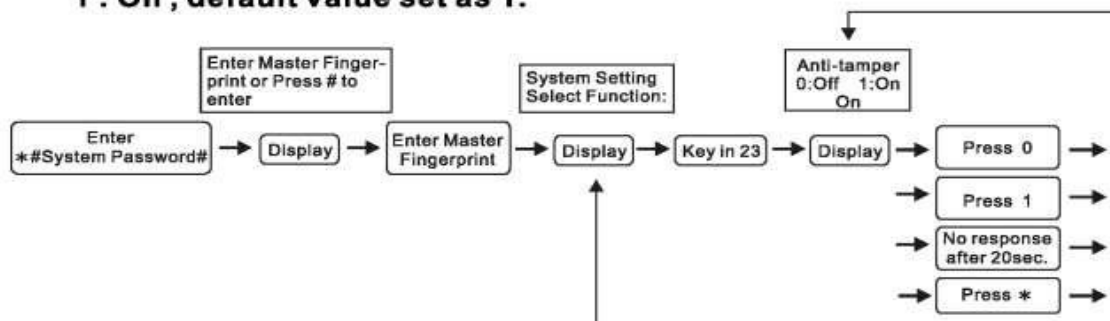 1 : On , default value set as 1.
Enter Master Finger-
print or Press # to
enter
System Setting
Select Function:
Anti-tamper
0:Off 1:On
On
Enter
*#System Password#
Display
Enter Master
Fingerprint
Display
Key in 23
Display
Press 0
Press 1
No response
after 20sec.
Press *